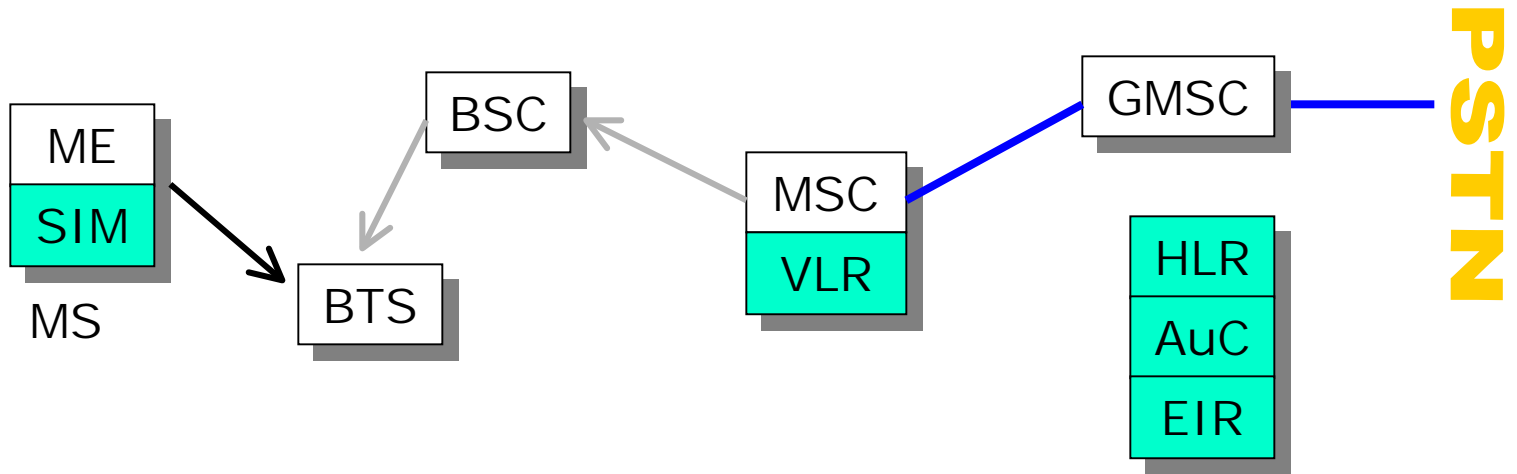 ME
SIM
MS
BTS
BSC
MSC
VLR
GMSC
HLR
AuC
EIR
PSTN